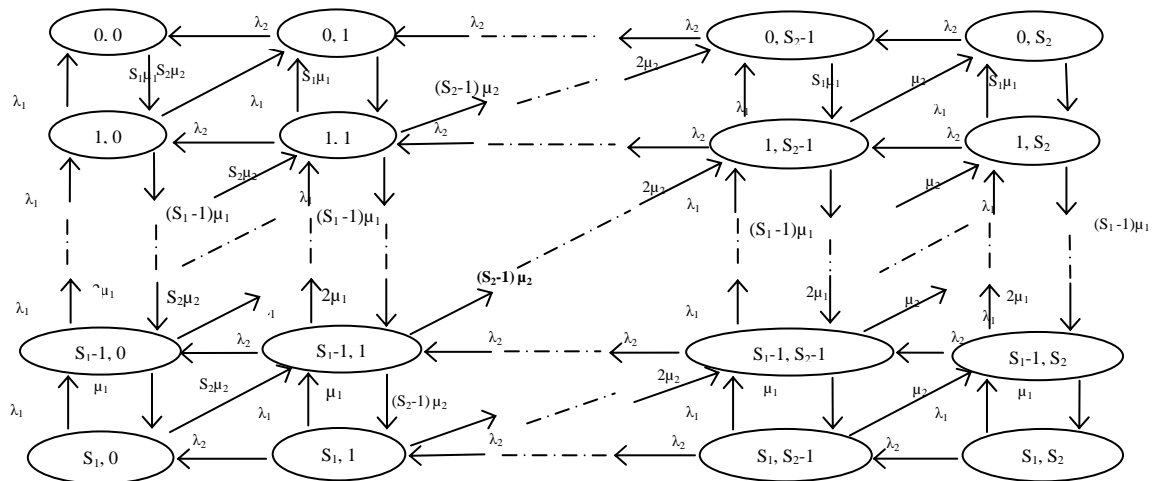 λ₂ λ₂ λ₂ λ₂
0, 0 0, 1 0, S₂-1 0, S₂
S₁μ₁ S₂μ₂ S₁μ₁ 2μ₂ S₁μ₁ μ₂ S₁μ₁
λ₁ λ₁ (S₂-1) μ₂ λ₁ λ₁
1, 0 λ₂ 1, 1 λ₂ λ₂ 1, S₂-1 λ₂ 1, S₂
S₂μ₂ 2μ₂ μ₂
λ₁ λ₁ λ₁ λ₁
(S₁ -1)μ₁ (S₁ -1)μ₁ (S₁ -1)μ₁ (S₁ -1)μ₁
(S₂-1) μ₂
2μ₁ S₂μ₂ 2μ₁ 2μ₁ μ₂ 2μ₁
λ₁ λ₁ λ₁
S₁-1, 0 λ₂ S₁-1, 1 λ₂ λ₂ S₁-1, S₂-1 λ₂ S₁-1, S₂
μ₁ S₂μ₂ μ₁ 2μ₂ μ₁ μ₂ μ₁
λ₁ λ₁ (S₂-1) μ₂ λ₁ λ₁
λ₂ λ₂ λ₂ λ₂
S₁, 0 S₁, 1 S₁, S₂-1 S₁, S₂